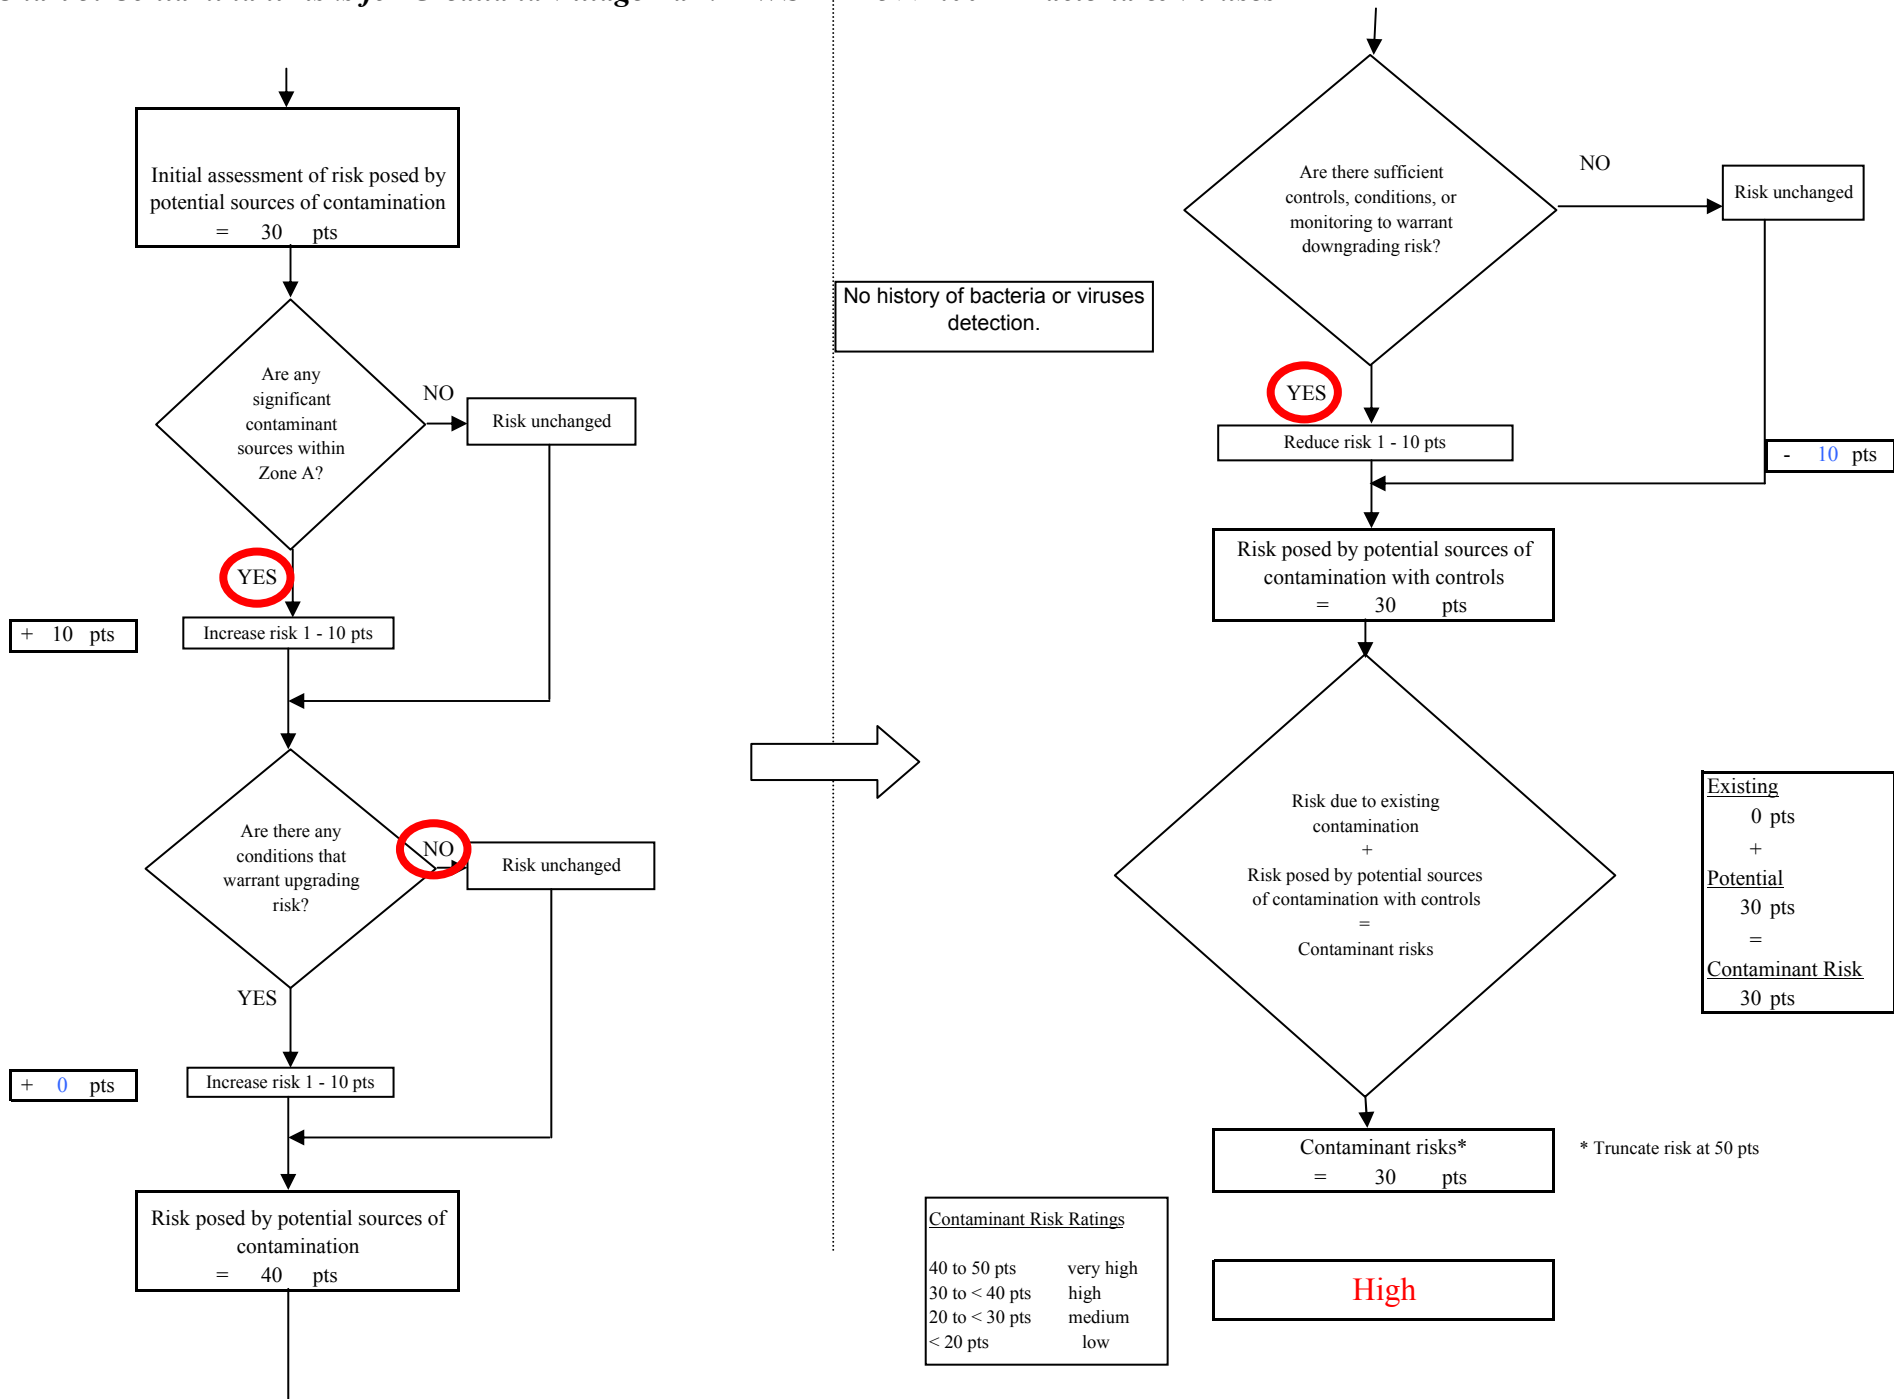 Initial assessment of risk posed by
potential sources of contamination
= 30 pts
Are any
significant
contaminant
sources within
Zone A?
NO
Risk unchanged
YES
+ 10 pts
Increase risk 1 - 10 pts
Are there any
conditions that
warrant upgrading
risk?
NO
Risk unchanged
YES
+ 0 pts
Increase risk 1 - 10 pts
Risk posed by potential sources of
contamination
= 40 pts
Are there sufficient
controls, conditions, or
monitoring to warrant
downgrading risk?
NO
Risk unchanged
No history of bacteria or viruses
detection.
YES
Reduce risk 1 - 10 pts
- 10 pts
Risk posed by potential sources of
contamination with controls
= 30 pts
Risk due to existing
contamination
+
Risk posed by potential sources
of contamination with controls
=
Contaminant risks
Existing
0 pts
+
Potential
30 pts
=
Contaminant Risk
30 pts
Contaminant risks*
= 30 pts
* Truncate risk at 50 pts
Contaminant Risk Ratings
40 to 50 pts very high
30 to < 40 pts high
20 to < 30 pts medium
< 20 pts low
High